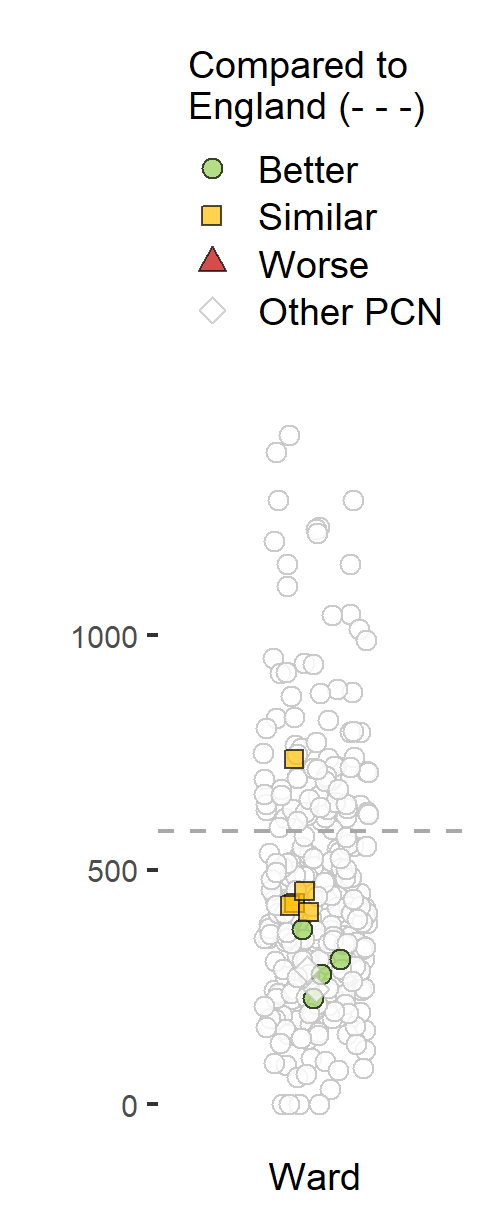 Compared to
England (- - -)
Better
Similar
Worse
Other PCN
1000
500
0
Ward